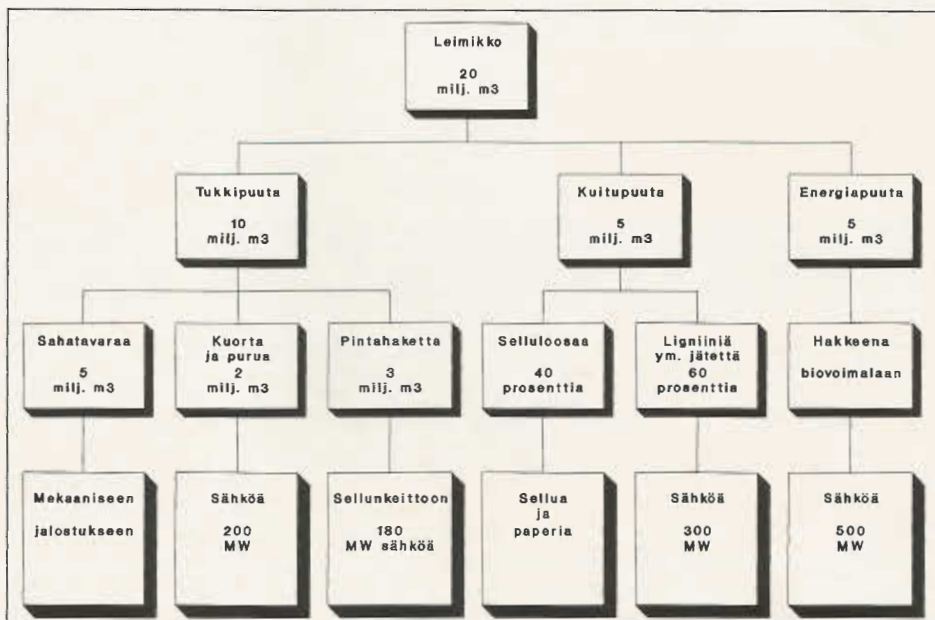 Leimikko
20
milj. m3
Tukkipuuta
10
milj. m3
Kuitupuuta
5
milj. m3
Energiapuuta
5
milj. m3
Sahatavaraa
5
milj. m3
Kuorta
ja purua
2
milj. m3
Pintahaketta
3
milj. m3
Selluloosaa
40
prosenttia
Ligniiniä
ym. jätettä
60
prosenttia
Hakkeena
biovoimalaan
Mekaaniseen
jalostukseen
Sähköä
200
MW
Sellunkeittoon
180
MW sähköä
Sellua
ja
paperia
Sähköä
300
MW
Sähköä
500
MW